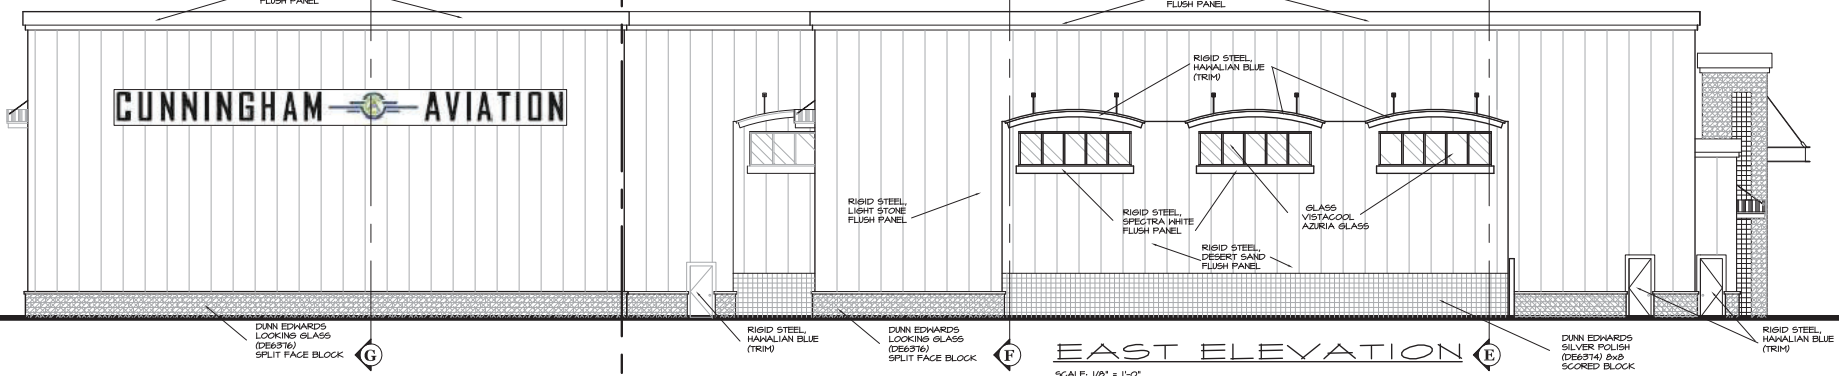 FLUSH PANEL
FLUSH PANEL
RIGID STEEL,
HAWAIIAN BLUE
(TRIM)
CUNNINGHAM AVIATION
RIGID STEEL,
LIGHT STONE
FLUSH PANEL
RIGID STEEL,
SPECTRA WHITE
FLUSH PANEL
GLASS
VISTACOOL
AZURIA GLASS
RIGID STEEL,
DESERT SAND
FLUSH PANEL
DUNN EDWARDS
LOOKING GLASS
(DE6376)
SPLIT FACE BLOCK
G
RIGID STEEL,
HAWAIIAN BLUE
(TRIM)
DUNN EDWARDS
LOOKING GLASS
(DE6376)
SPLIT FACE BLOCK
F
EAST ELEVATION
SCALE: 1/8" = 1'-0"
E
DUNN EDWARDS
SILVER POLISH
(DE6374) 8x8
SCORED BLOCK
RIGID STEEL,
HAWAIIAN BLUE
(TRIM)